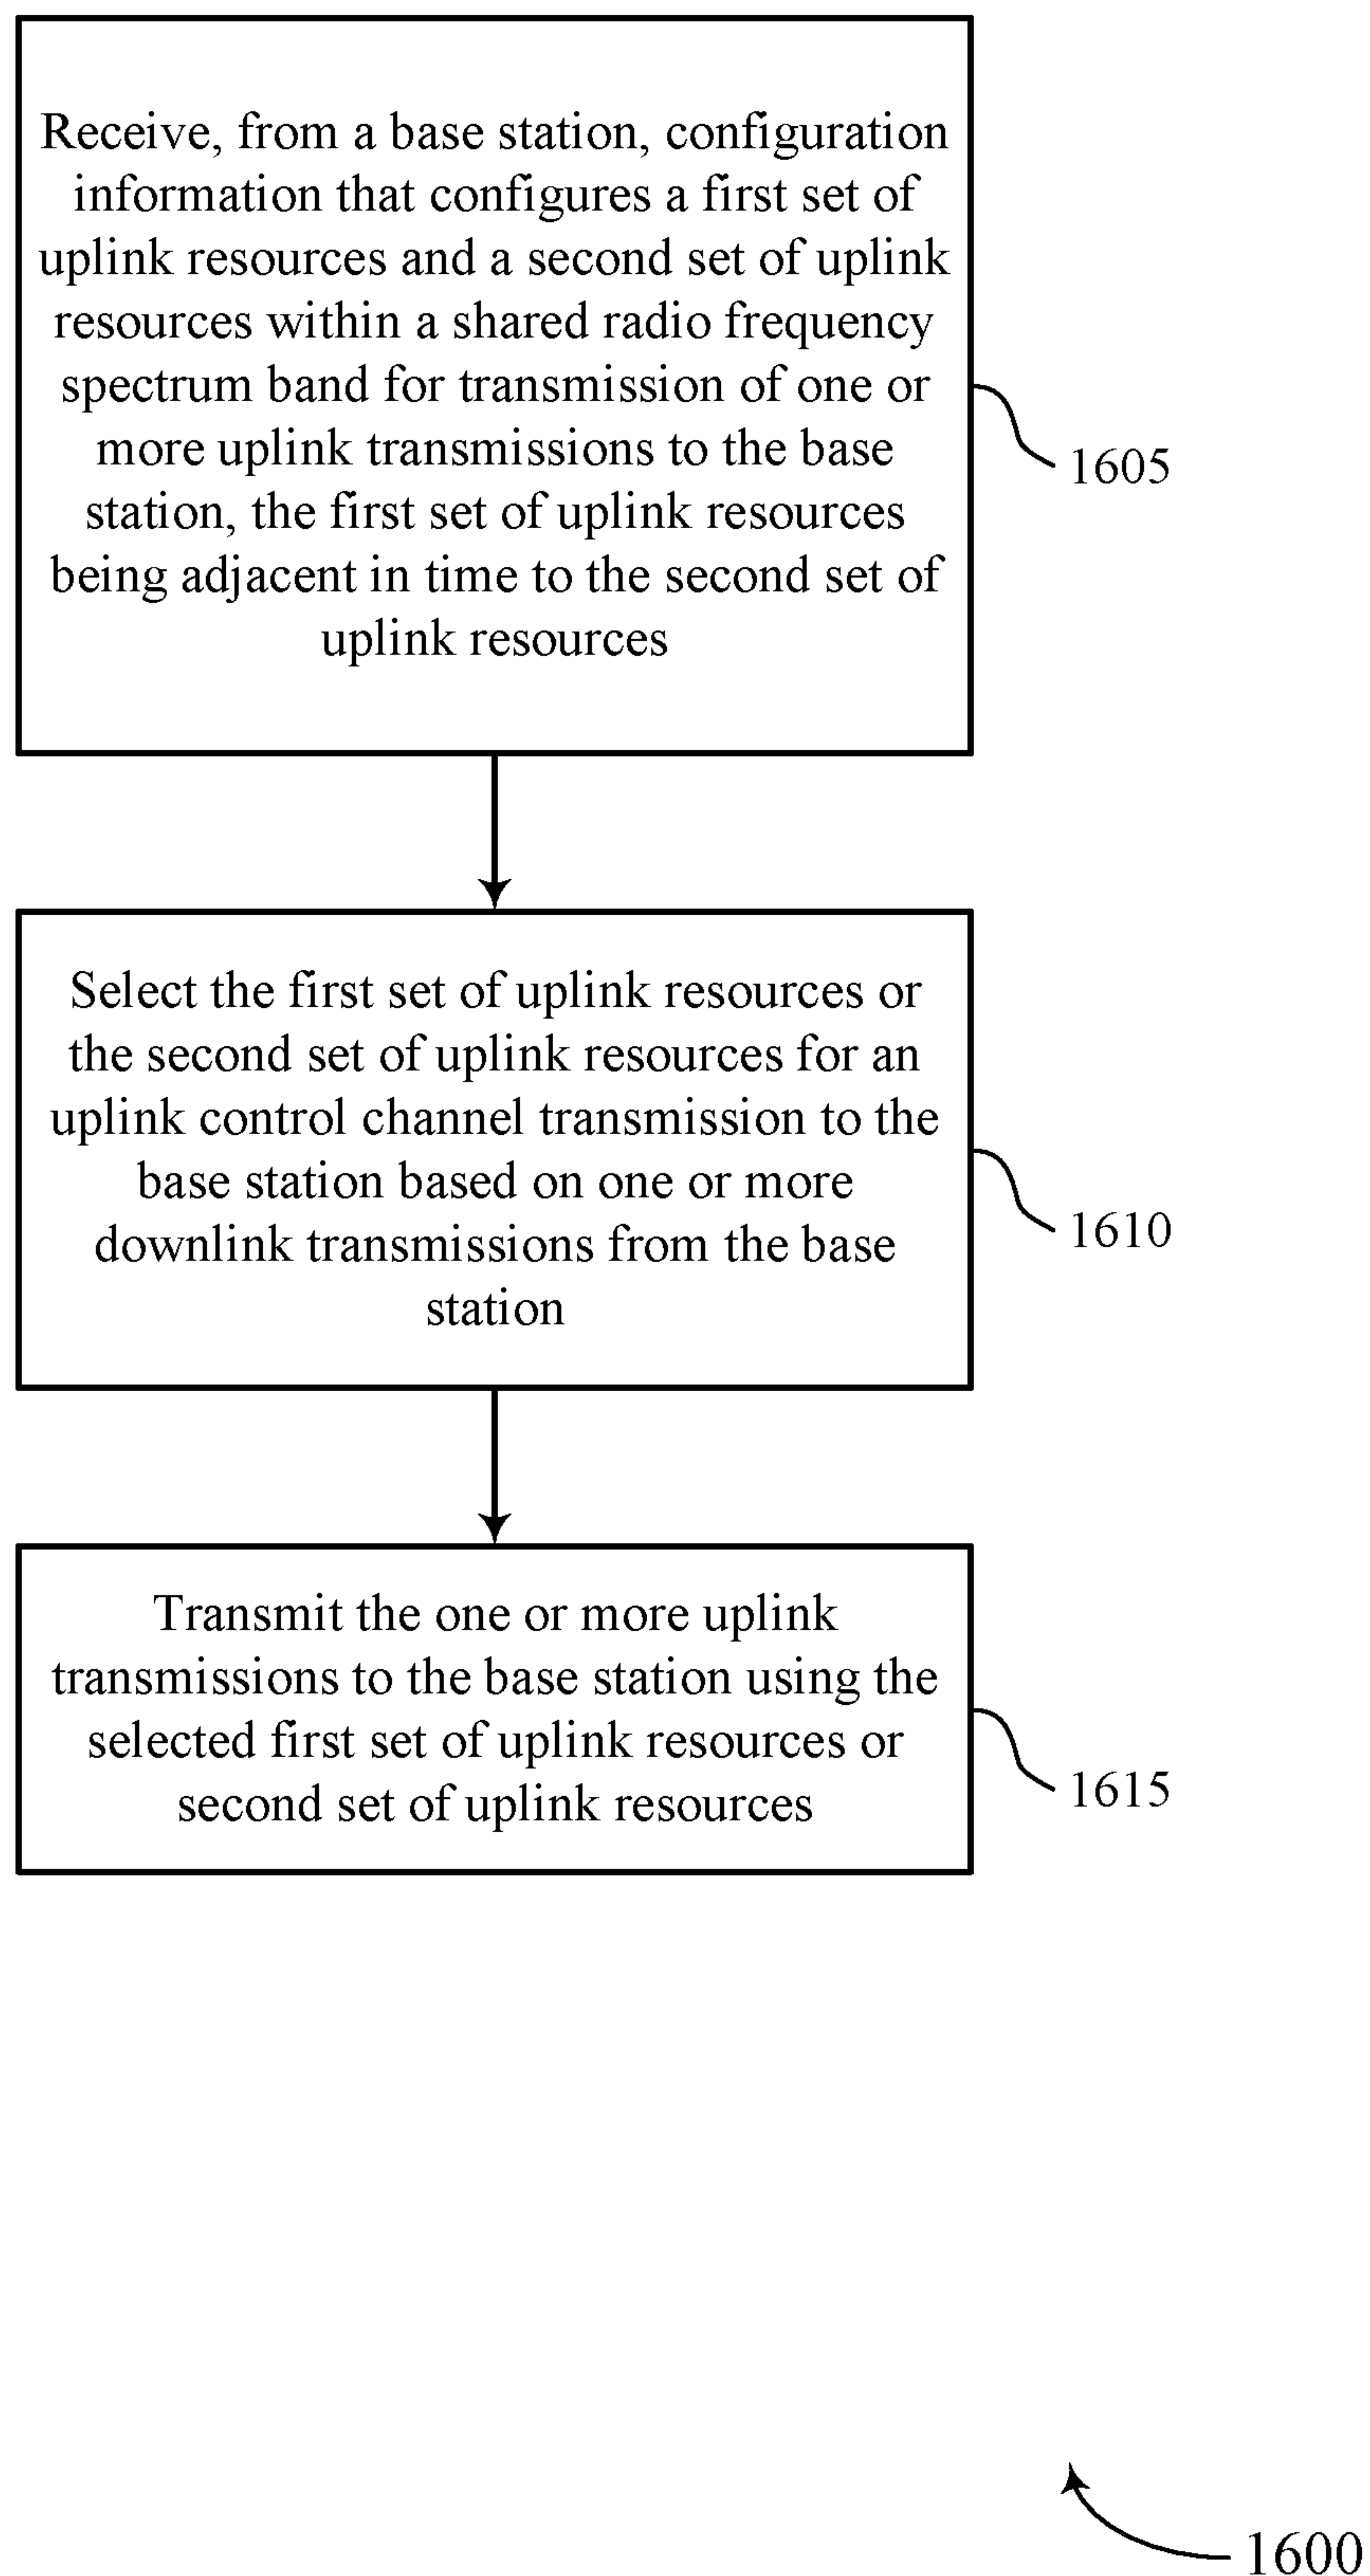 Receive, from a base station, configuration
information that configures a first set of
uplink resources and a second set of uplink
resources within a shared radio frequency
spectrum band for transmission of one or
more uplink transmissions to the base
station, the first set of uplink resources
being adjacent in time to the second set of
uplink resources
1605
Select the first set of uplink resources or
the second set of uplink resources for an
uplink control channel transmission to the
base station based on one or more
downlink transmissions from the base
station
1610
Transmit the one or more uplink
transmissions to the base station using the
selected first set of uplink resources or
second set of uplink resources
1615
1600